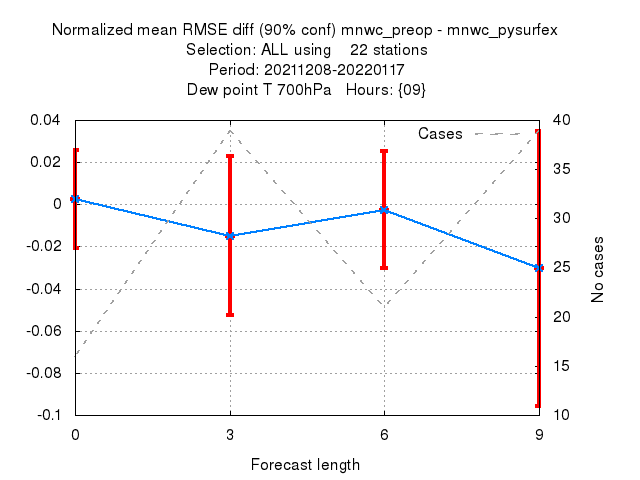 Normalized mean RMSE diff (90% conf) mnwc_preop - mnwc_pysurfex
Selection: ALL using 22 stations
Period: 20211208-20220117
Dew point T 700hPa Hours: {09}
Cases
0.04
0.02
0
-0.02
-0.04
-0.06
-0.08
-0.1
40
35
30
25
20
15
10
No cases
0 3 6 9
Forecast length